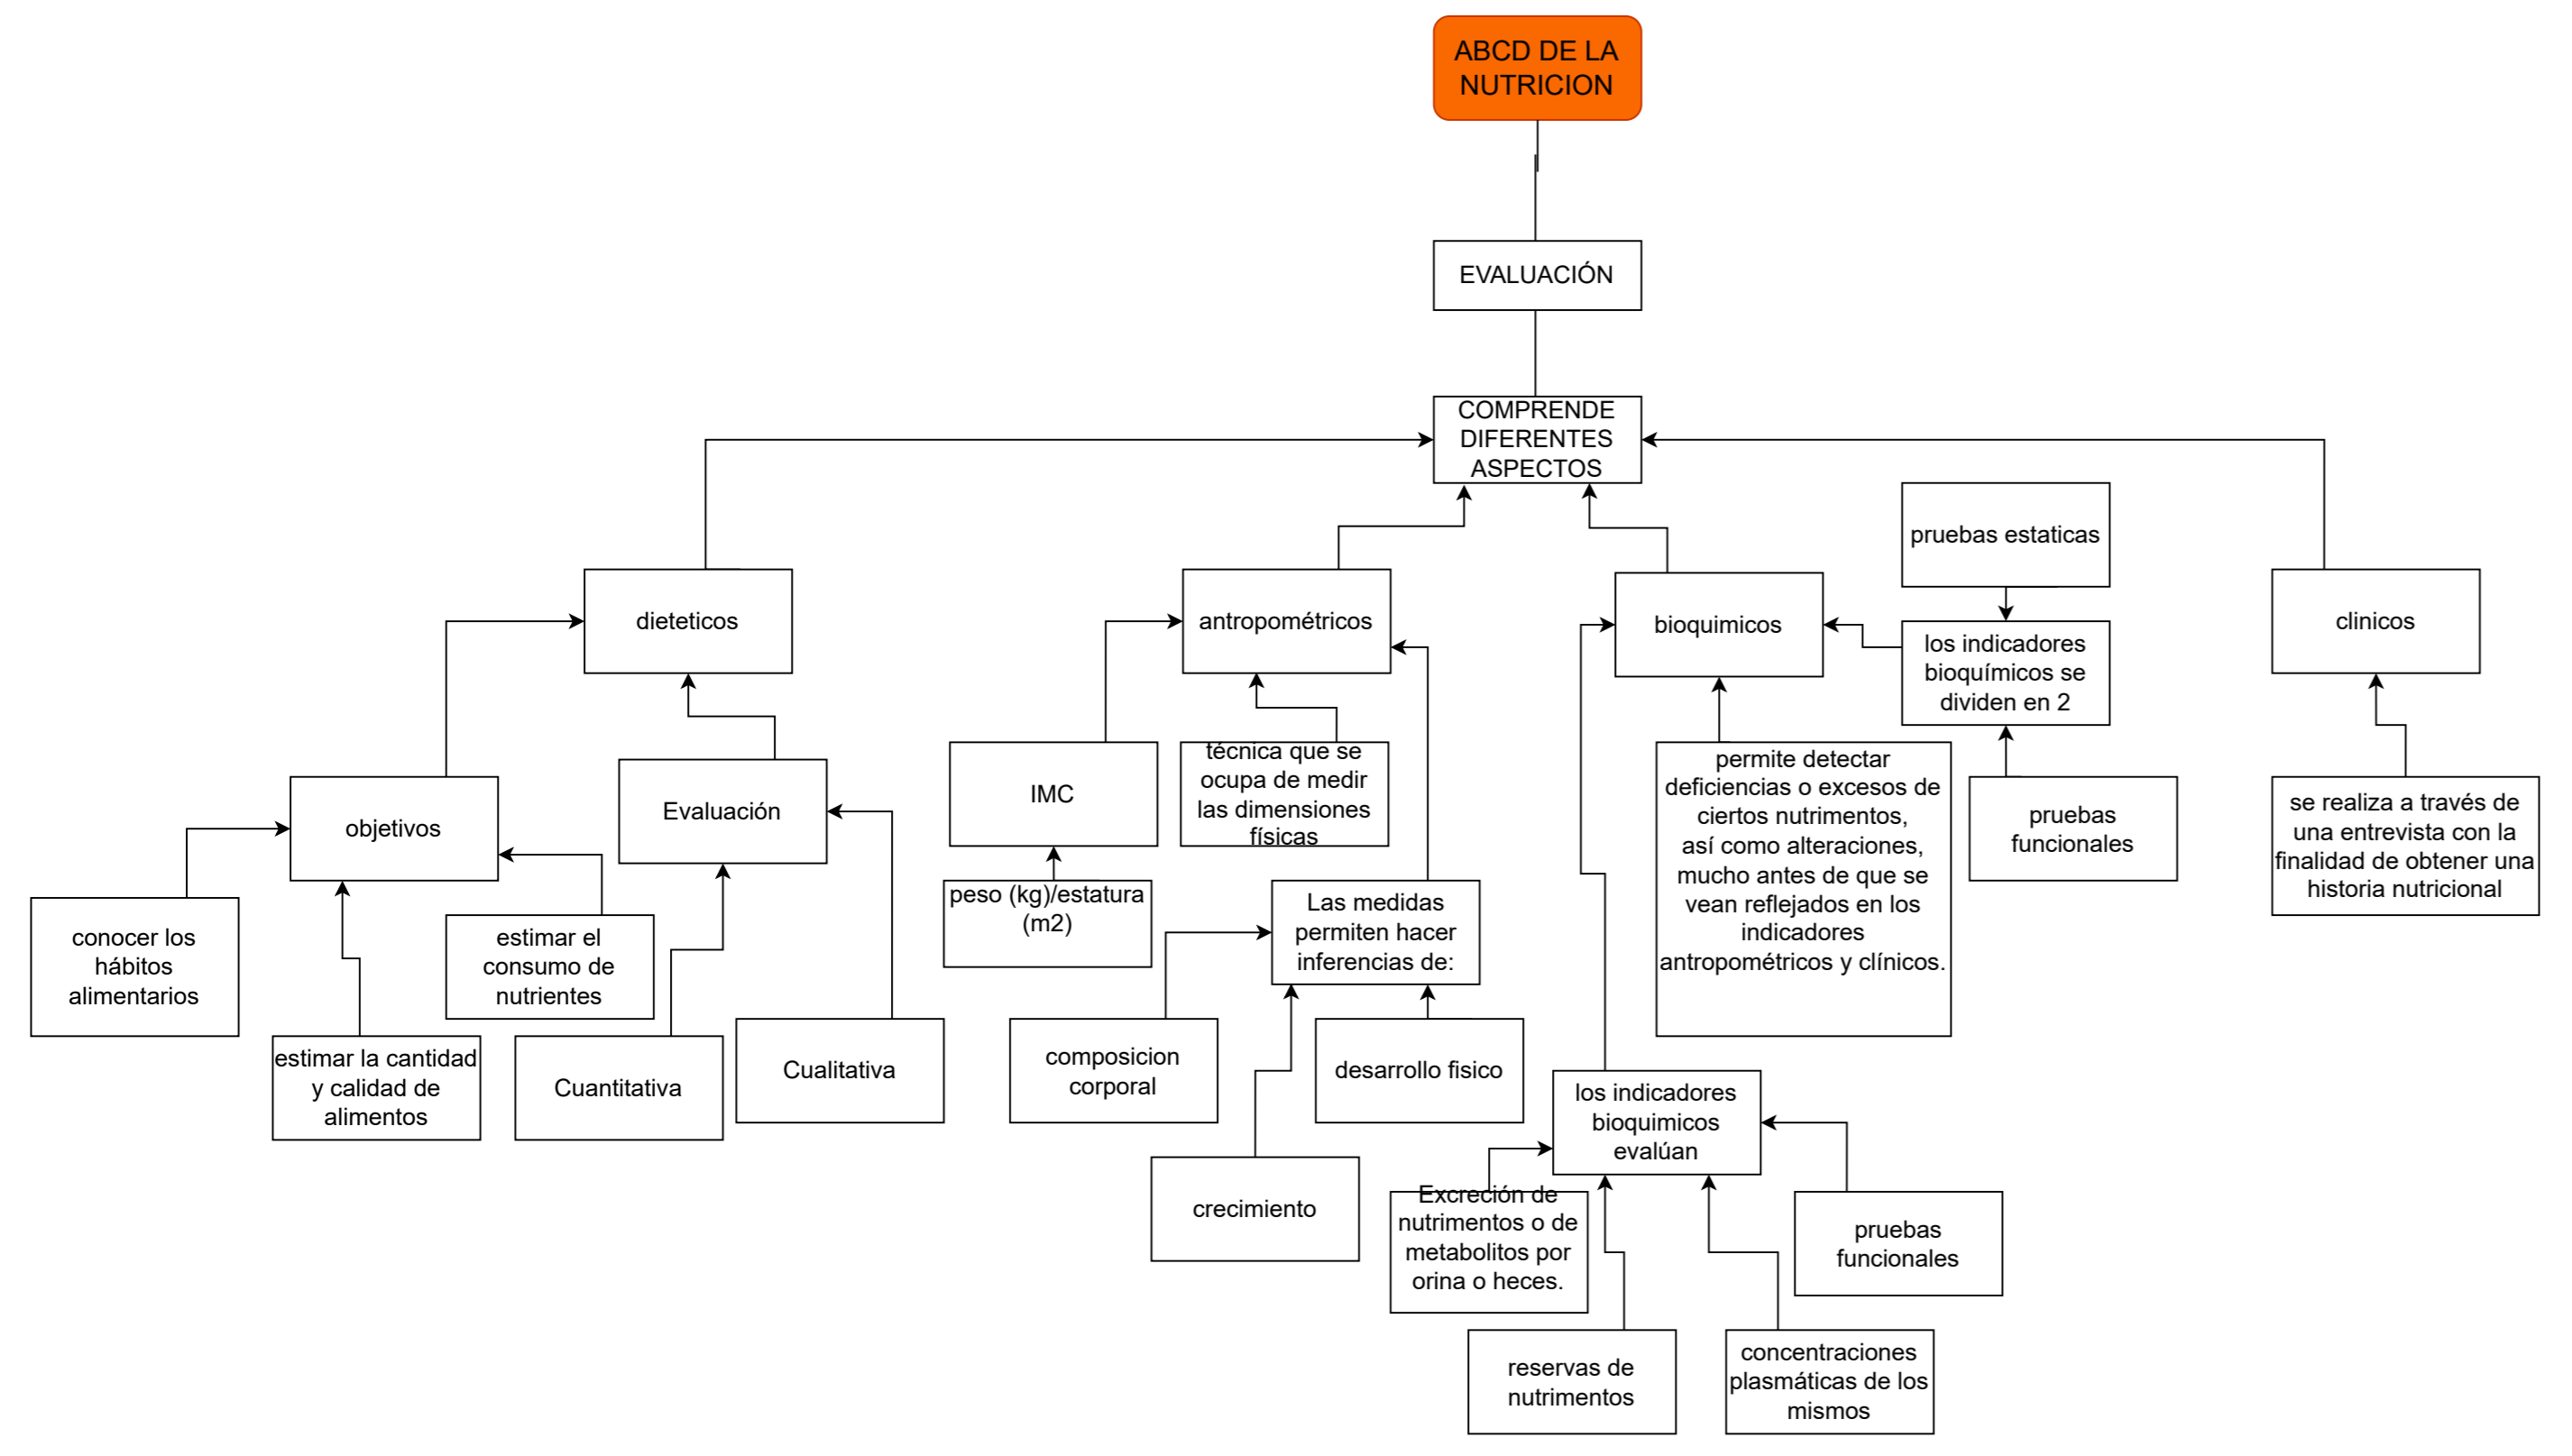 ABCD DE LA
NUTRICION
EVALUACIÓN
COMPRENDE
DIFERENTES
ASPECTOS
dieteticos
objetivos
conocer los
hábitos
alimentarios
estimar la cantidad
y calidad de
alimentos
estimar el
consumo de
nutrientes
Evaluación
Cuantitativa
Cualitativa
antropométricos
IMC
peso (kg)/estatura
(m2)
técnica que se
ocupa de medir
las dimensiones
físicas
Las medidas
permiten hacer
inferencias de:
composicion
corporal
crecimiento
desarrollo fisico
bioquimicos
pruebas estaticas
los indicadores
bioquímicos se
dividen en 2
pruebas
funcionales
permite detectar
deficiencias o excesos de
ciertos nutrimentos,
así como alteraciones,
mucho antes de que se
vean reflejados en los
indicadores
antropométricos y clínicos.
los indicadores
bioquimicos
evalúan
Excreción de
nutrimentos o de
metabolitos por
orina o heces.
reservas de
nutrimentos
concentraciones
plasmáticas de los
mismos
pruebas
funcionales
clinicos
se realiza a través de
una entrevista con la
finalidad de obtener una
historia nutricional